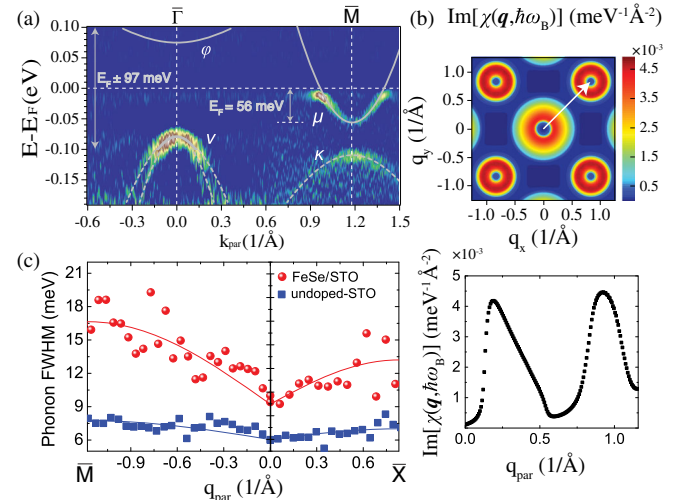 (a)
Γ̅
M̅
0.10
0.05
0.00
-0.05
-0.10
-0.15
E-E_F(eV)
E_F ± 97 meV
E_F = 56 meV
φ
μ
ν
κ
-0.6 -0.3 0.0 0.3 0.6 0.9 1.2 1.5
k_par(1/Å)
Im[χ(q,ħω_B)] (meV⁻¹Å⁻²)
(b)
×10⁻³
4.5
4
3.5
3
2.5
2
1.5
1
0.5
1.0
0.5
0
-0.5
-1.0
q_y (1/Å)
-1.0 -0.5 0 0.5 1.0
q_x (1/Å)
(c)
FeSe/STO
undoped-STO
21
18
15
12
9
6
Phonon FWHM (meV)
M̅ -0.9 -0.6 -0.3 0.0 0.3 0.6 X̅
q_par (1/Å)
×10⁻³
5
4
3
2
1
0
Im[χ(q,ħω_B)] (meV⁻¹Å⁻²)
0.0 0.5 1.0
q_par (1/Å)